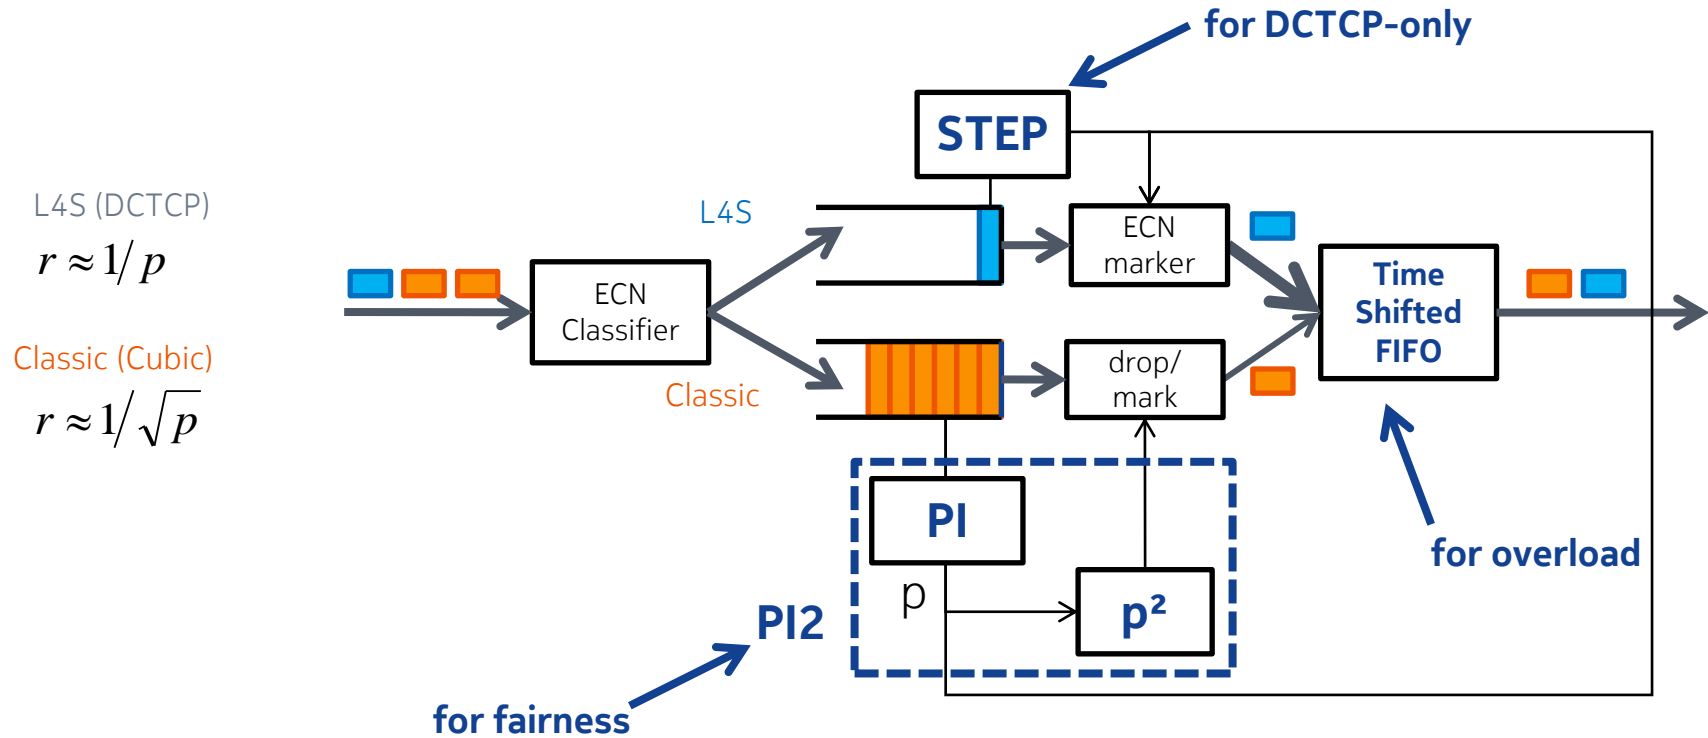 for DCTCP-only
STEP
L4S (DCTCP)
r ≈ 1/p
L4S
ECN
marker
ECN
Classifier
Time
Shifted
FIFO
Classic (Cubic)
r ≈ 1/√p
Classic
drop/
mark
PI
p
p²
PI2
for overload
for fairness